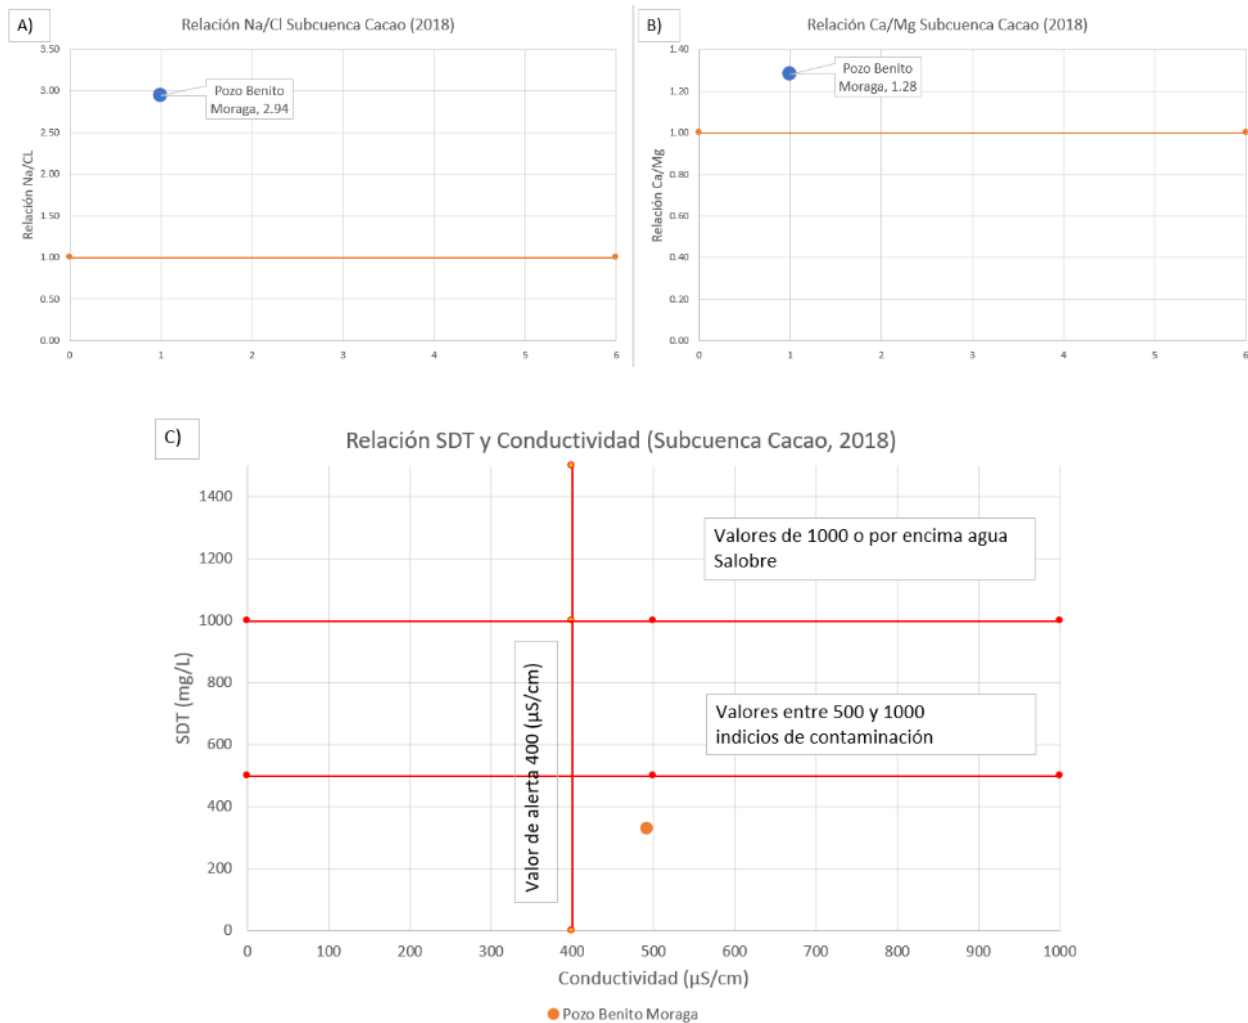 A)
Relación Na/Cl Subcuenca Cacao (2018)
3.50
3.00
2.50
2.00
1.50
1.00
0.50
0.00
Relación Na/CL
Pozo Benito
Moraga, 2.94
0 1 2 3 4 5 6
B)
Relación Ca/Mg Subcuenca Cacao (2018)
1.40
1.20
1.00
0.80
0.60
0.40
0.20
0.00
Relación Ca/Mg
Pozo Benito
Moraga, 1.28
0 1 2 3 4 5 6
C)
Relación SDT y Conductividad (Subcuenca Cacao, 2018)
1400
1200
1000
800
600
400
200
0
SDT (mg/L)
Valores de 1000 o por encima agua
Salobre
Valores entre 500 y 1000
indicios de contaminación
Valor de alerta 400 (µS/cm)
0 100 200 300 400 500 600 700 800 900 1000
Conductividad (µS/cm)
Pozo Benito Moraga